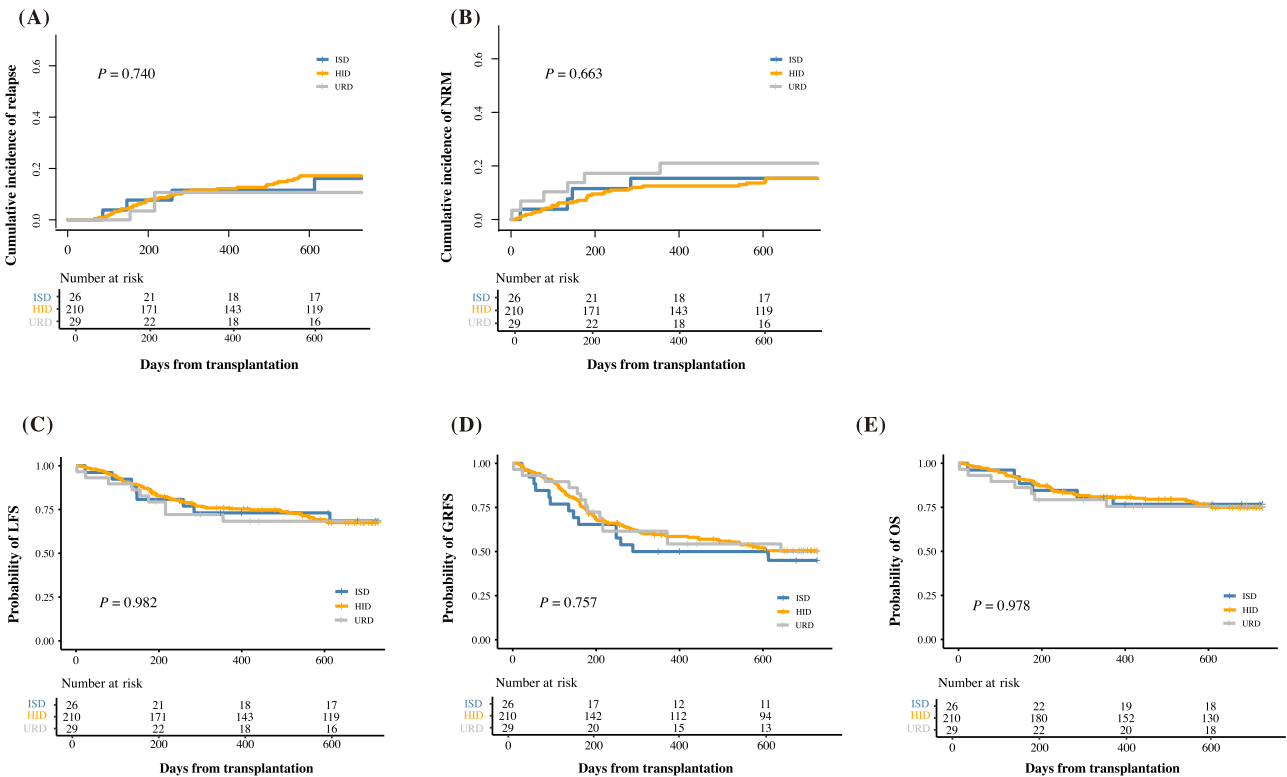 (A)
Cumulative incidence of relapse
0.6
0.4
0.2
0.0
P = 0.740
ISD
HID
URD
0 200 400 600
Number at risk
ISD 26 21 18 17
HID 210 171 143 119
URD 29 22 18 16
0 200 400 600
Days from transplantation
(B)
Cumulative incidence of NRM
0.6
0.4
0.2
0.0
P = 0.663
ISD
HID
URD
0 200 400 600
Number at risk
ISD 26 21 18 17
HID 210 171 143 119
URD 29 22 18 16
0 200 400 600
Days from transplantation
(C)
Probability of LFS
1.00
0.75
0.50
0.25
0.00
P = 0.982
ISD
HID
URD
0 200 400 600
Number at risk
ISD 26 21 18 17
HID 210 171 143 119
URD 29 22 18 16
0 200 400 600
Days from transplantation
(D)
Probability of GRFS
1.00
0.75
0.50
0.25
0.00
P = 0.757
ISD
HID
URD
0 200 400 600
Number at risk
ISD 26 17 12 11
HID 210 142 112 94
URD 29 20 15 13
0 200 400 600
Days from transplantation
(E)
Probability of OS
1.00
0.75
0.50
0.25
0.00
P = 0.978
ISD
HID
URD
0 200 400 600
Number at risk
ISD 26 22 19 18
HID 210 180 152 130
URD 29 22 20 18
0 200 400 600
Days from transplantation